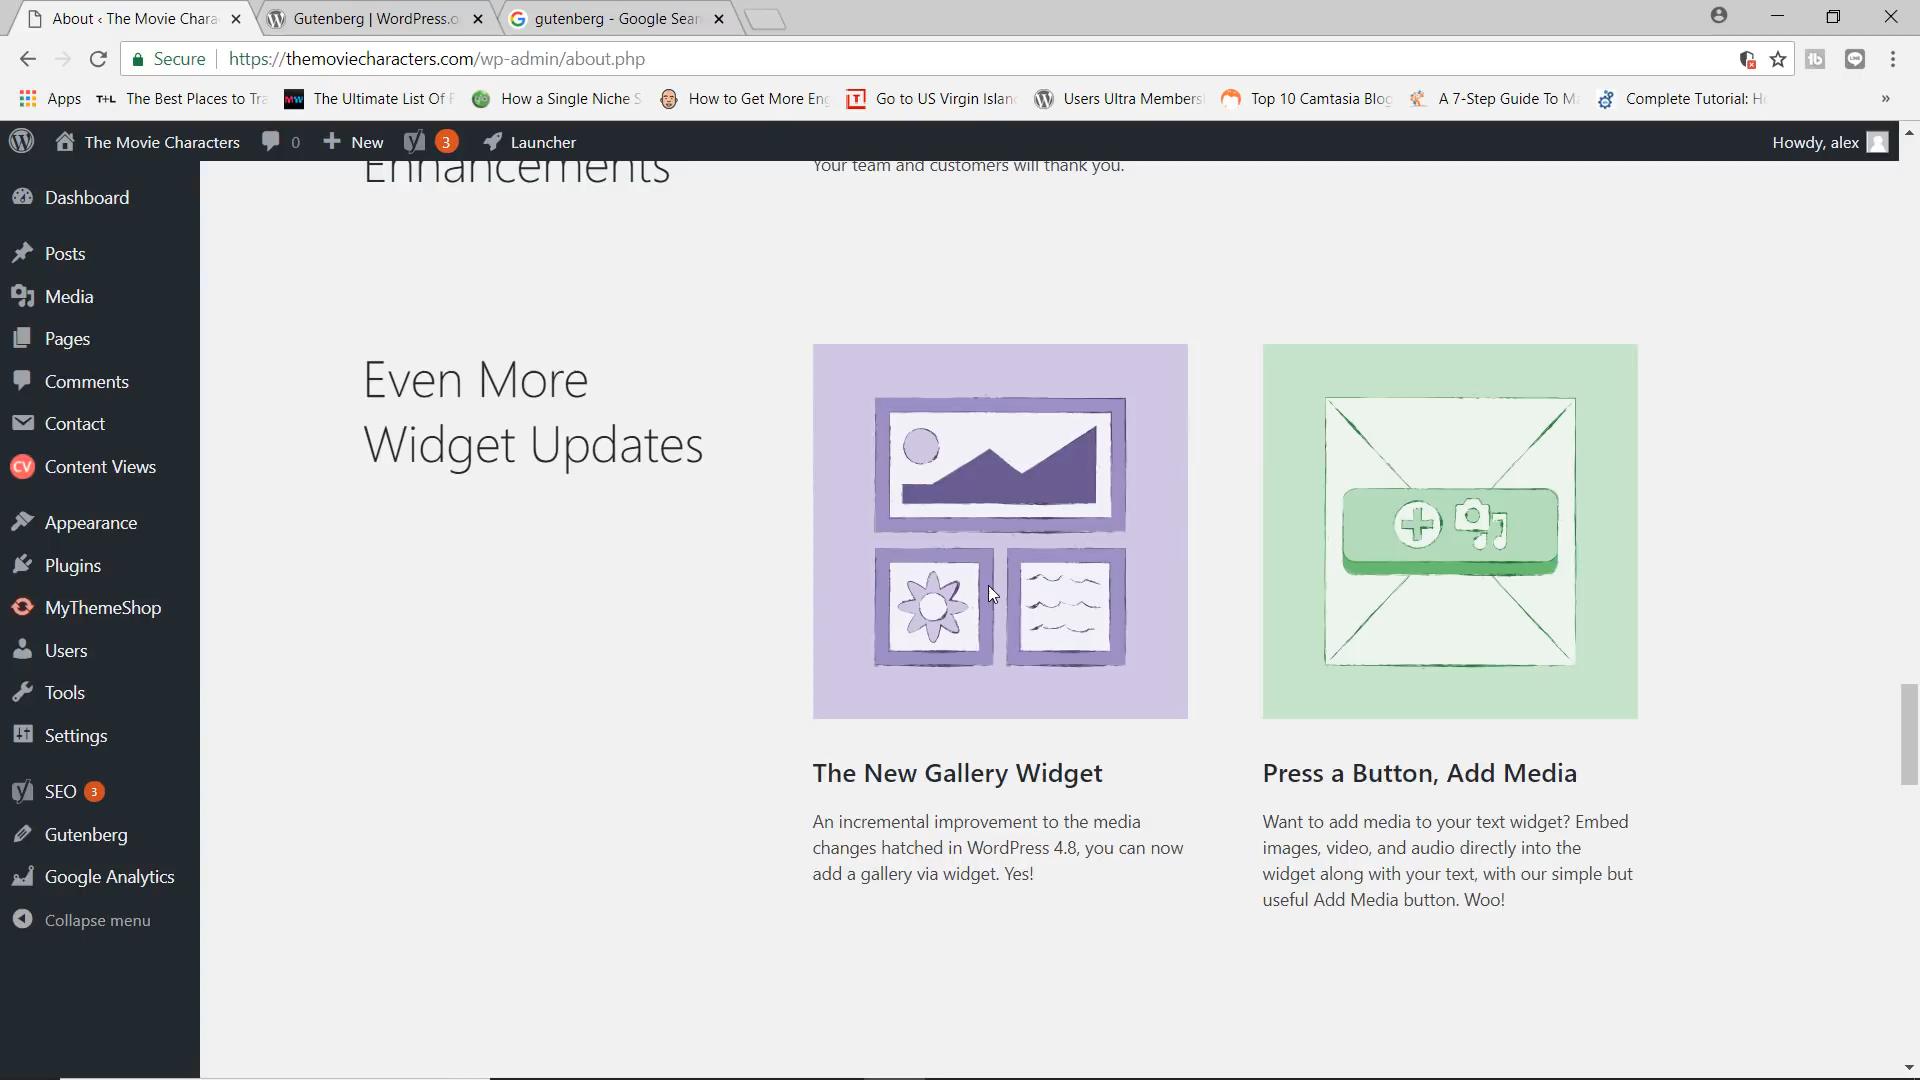 About ‹ The Movie Chara
Gutenberg | WordPress.o
gutenberg - Google Sear
Secure
https://themoviecharacters.com/wp-admin/about.php
Apps
T+L The Best Places to Tra
MW The Ultimate List Of F
How a Single Niche S
How to Get More Eng
Go to US Virgin Islan
Users Ultra Members
Top 10 Camtasia Blog
A 7-Step Guide To Ma
Complete Tutorial: H
»
The Movie Characters
0
New
3
Launcher
Howdy, alex
Dashboard
Posts
Media
Pages
Comments
Contact
CV Content Views
Appearance
Plugins
MyThemeShop
Users
Tools
Settings
SEO 3
Gutenberg
Google Analytics
Collapse menu
Enhancements
Your team and customers will thank you.
Even More
Widget Updates
The New Gallery Widget
An incremental improvement to the media
changes hatched in WordPress 4.8, you can now
add a gallery via widget. Yes!
Press a Button, Add Media
Want to add media to your text widget? Embed
images, video, and audio directly into the
widget along with your text, with our simple but
useful Add Media button. Woo!